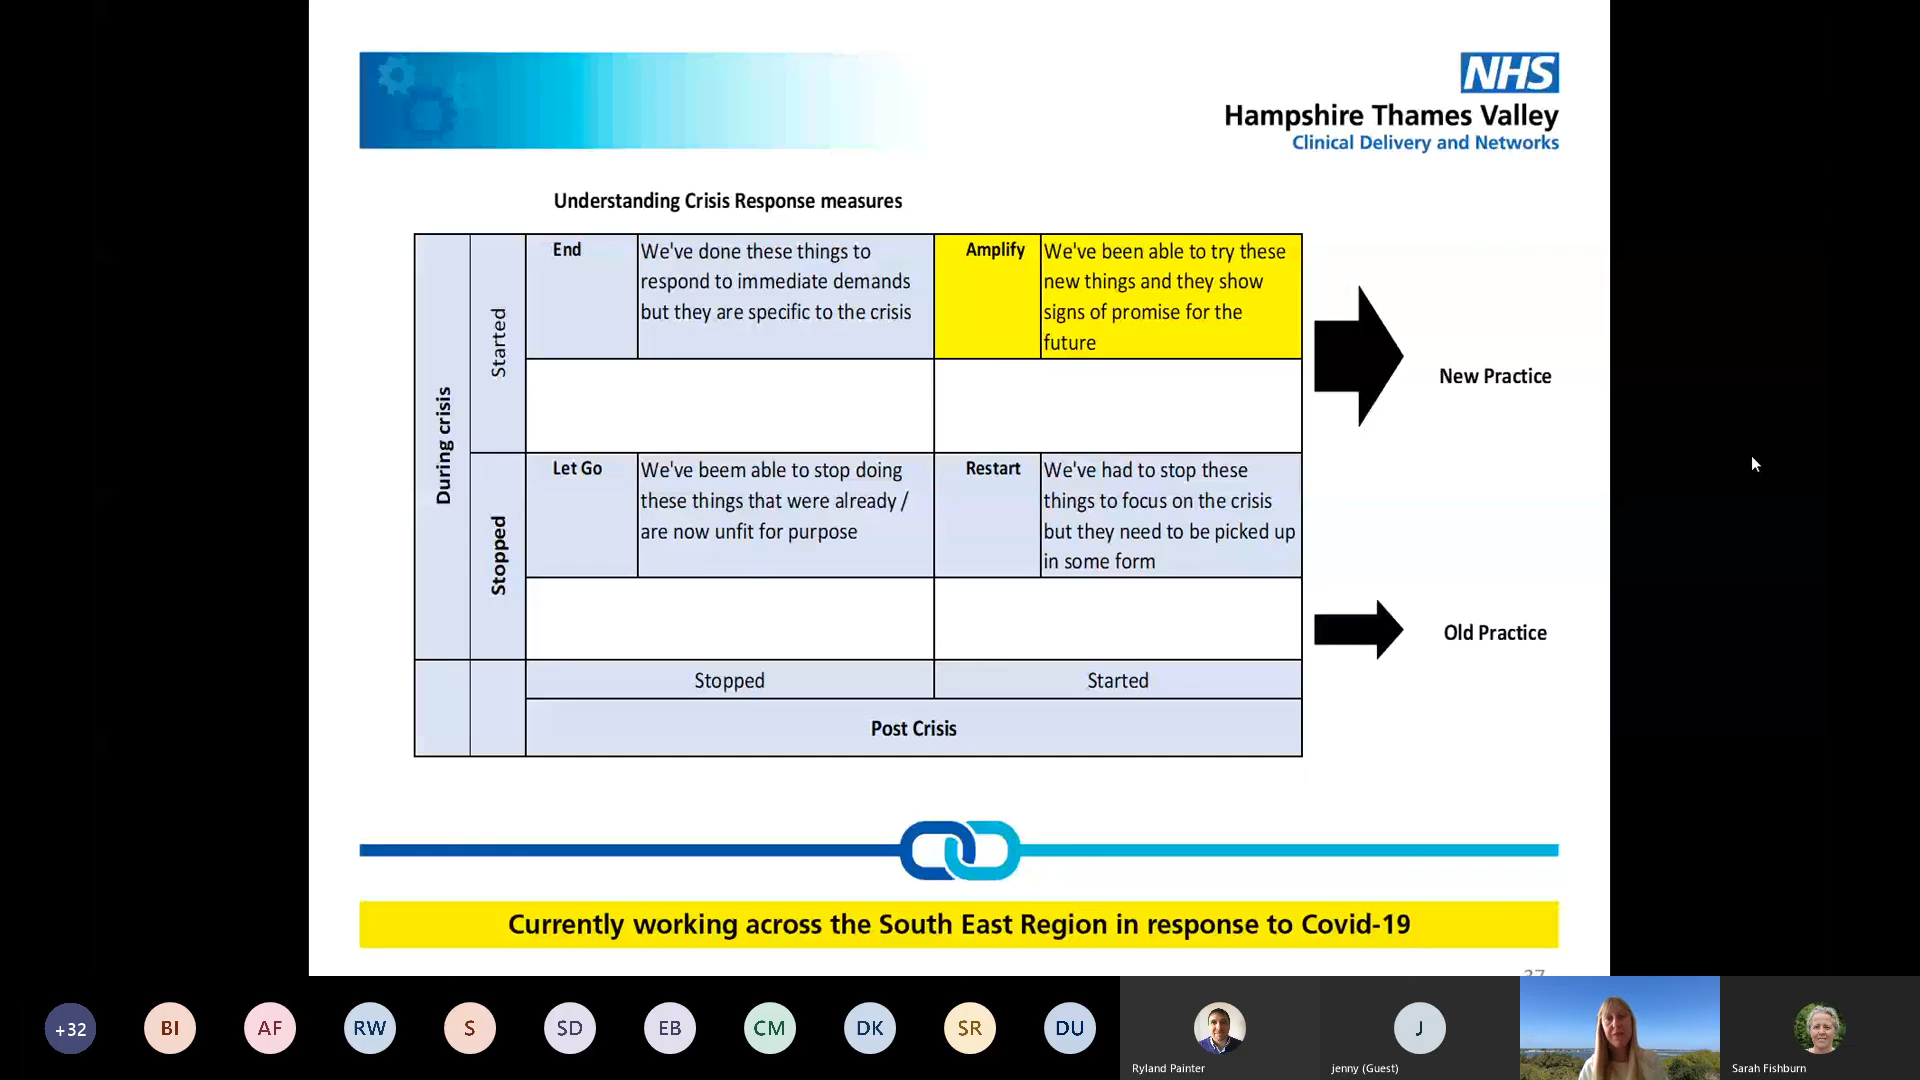 NHS
Hampshire Thames Valley
Clinical Delivery and Networks
Understanding Crisis Response measures
During crisis
Started
End
We've done these things to
respond to immediate demands
but they are specific to the crisis
Amplify
We've been able to try these
new things and they show
signs of promise for the
future
New Practice
Stopped
Let Go
We've beem able to stop doing
these things that were already /
are now unfit for purpose
Restart
We've had to stop these
things to focus on the crisis
but they need to be picked up
in some form
Old Practice
Stopped
Started
Post Crisis
Currently working across the South East Region in response to Covid-19
+32
BI
AF
RW
S
SD
EB
CM
DK
SR
DU
Ryland Painter
J
jenny (Guest)
Sarah Fishburn